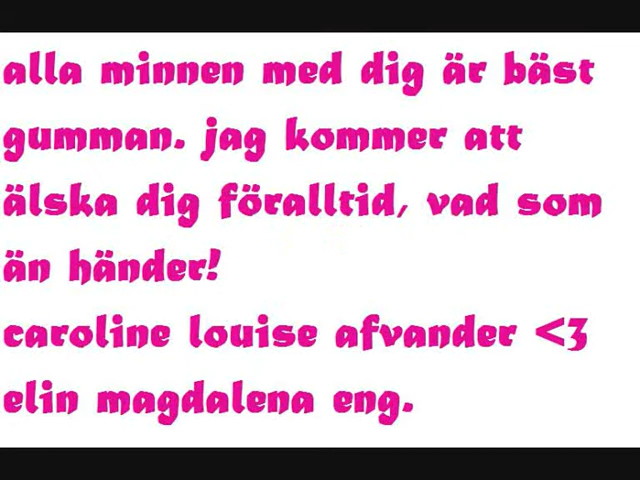 alla minnen med dig är bäst
gumman. jag kommer att
älska dig föralltid, vad som
än händer!
caroline louise afvander <3
elin magdalena eng.